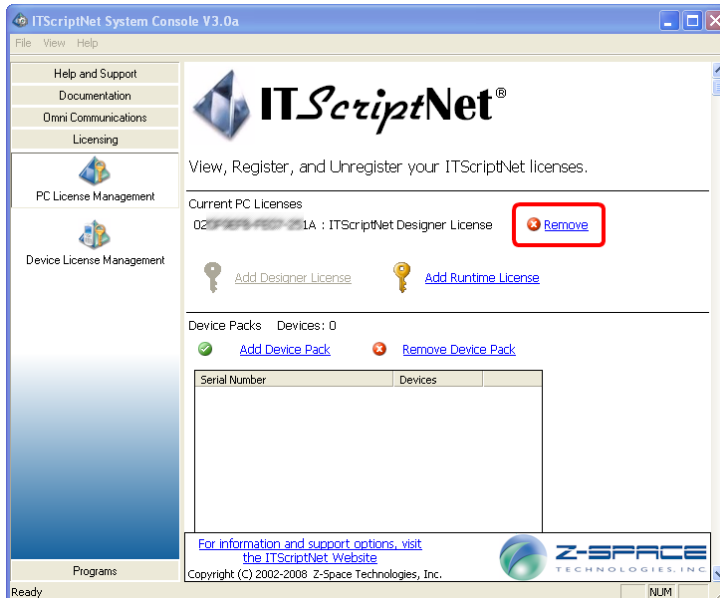 ITScriptNet System Console V3.0a
File View Help
Help and Support
Documentation
Omni Communications
Licensing
PC License Management
Device License Management
Programs
ITScriptNet®
View, Register, and Unregister your ITScriptNet licenses.
Current PC Licenses
1A : ITScriptNet Designer License Remove
Add Designer License Add Runtime License
Device Packs Devices: 0
Add Device Pack Remove Device Pack
Serial Number Devices
For information and support options, visit
the ITScriptNet Website
Copyright (C) 2002-2008 Z-Space Technologies, Inc.
Z-SPACE
TECHNOLOGIES, INC
Ready NUM